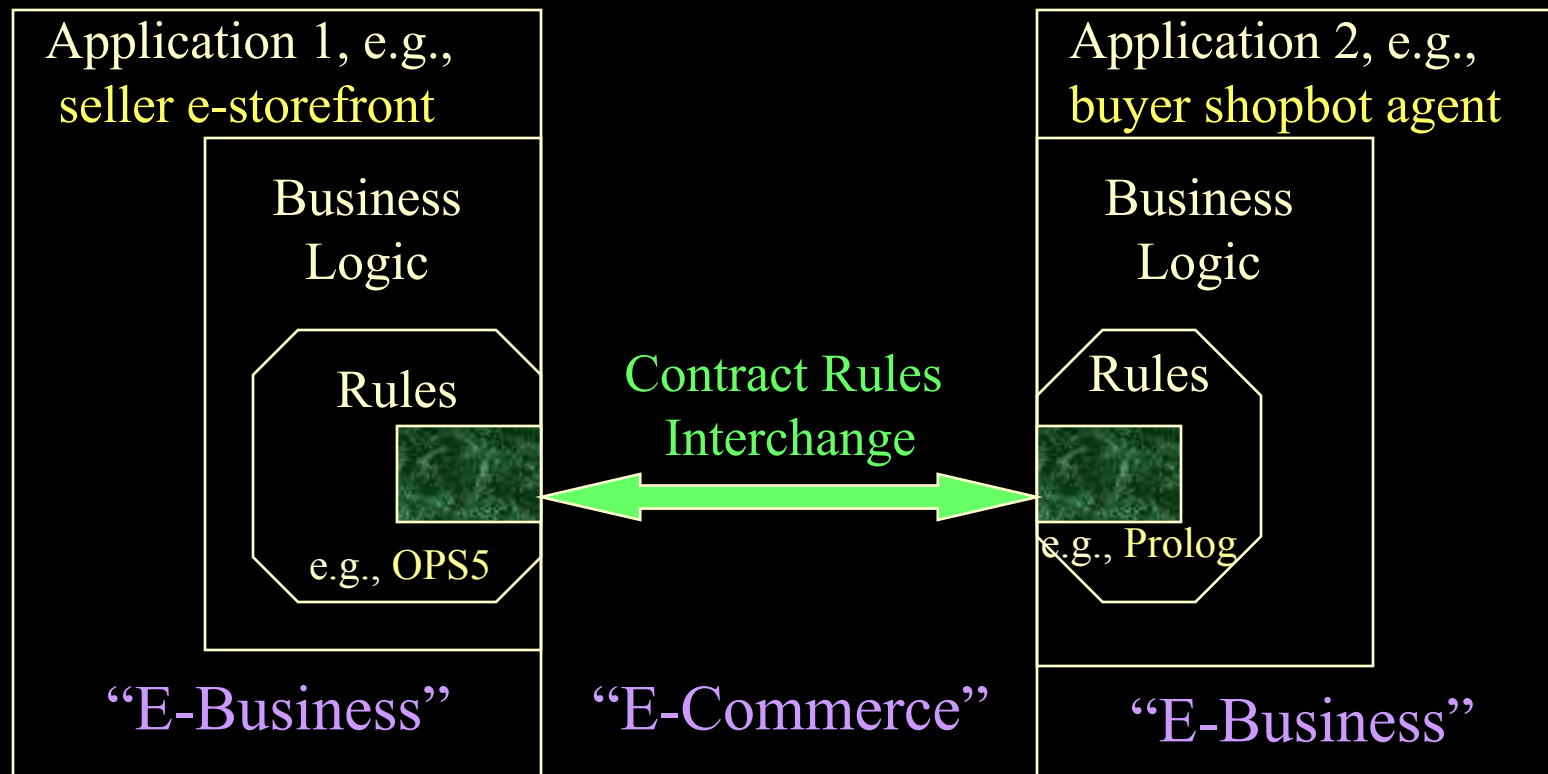 Application 1, e.g.,
seller e-storefront
Business
Logic
Rules
e.g., OPS5
“E-Business”
Contract Rules
Interchange
“E-Commerce”
Application 2, e.g.,
buyer shopbot agent
Business
Logic
Rules
e.g., Prolog
“E-Business”